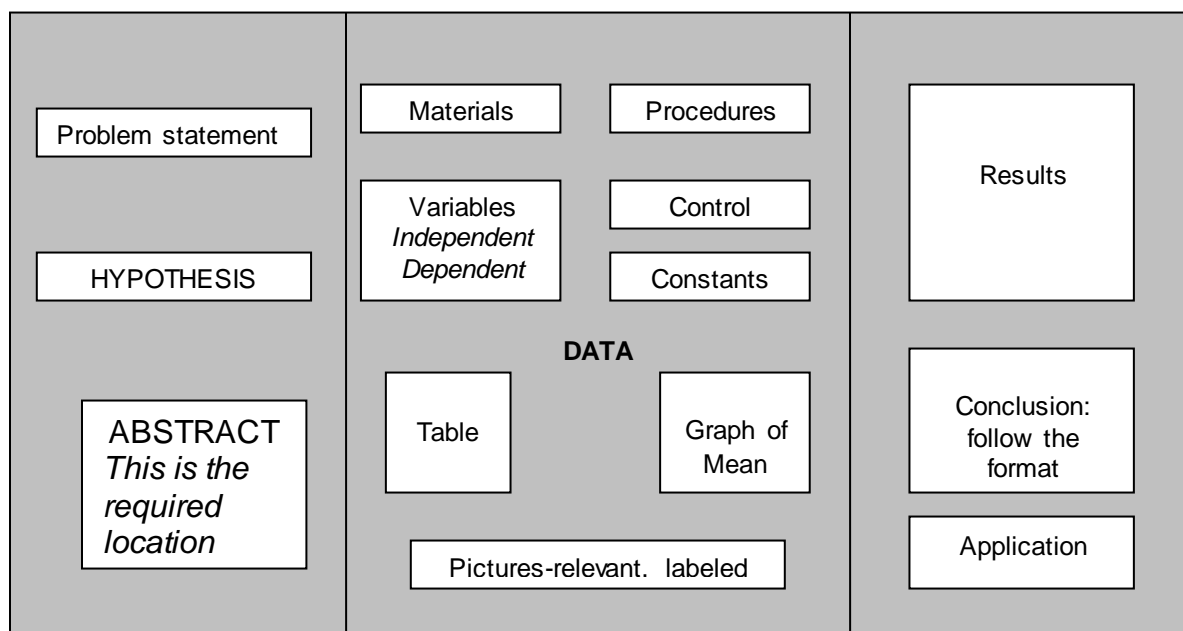 Problem statement
HYPOTHESIS
ABSTRACT
This is the
required
location
Materials
Procedures
Variables
Independent
Dependent
Control
Constants
DATA
Table
Graph of
Mean
Pictures-relevant. labeled
Results
Conclusion:
follow the
format
Application